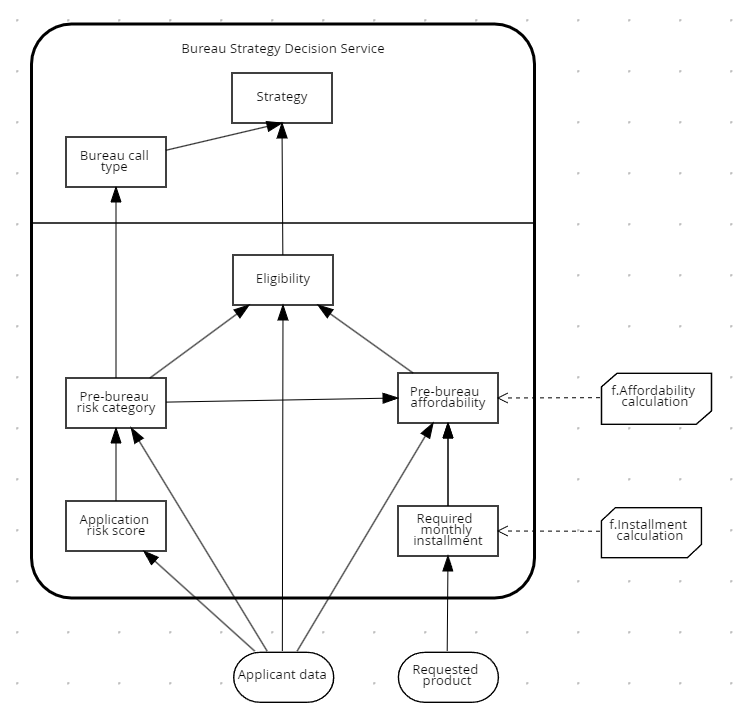 Bureau Strategy Decision Service
Strategy
Bureau call
type
Eligibility
Pre-bureau
risk category
Pre-bureau
affordability
f.Affordability
calculation
Application
risk score
Required
monthly
installment
f.Installment
calculation
Applicant data
Requested
product